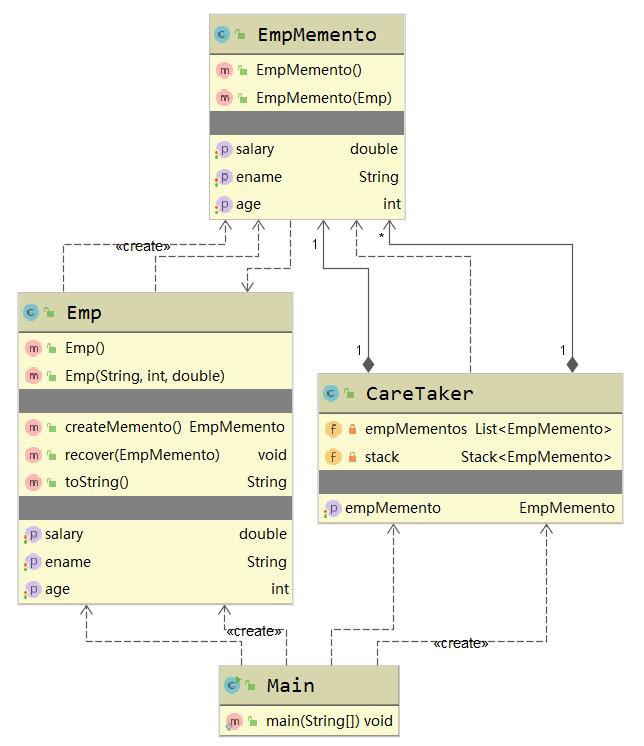 EmpMemento
EmpMemento()
EmpMemento(Emp)
salary double
ename String
age int
«create»
1
*
1
1
Emp
Emp()
Emp(String, int, double)
createMemento() EmpMemento
recover(EmpMemento) void
toString() String
salary double
ename String
age int
CareTaker
empMementos List<EmpMemento>
stack Stack<EmpMemento>
empMemento EmpMemento
«create»
«create»
Main
main(String[]) void